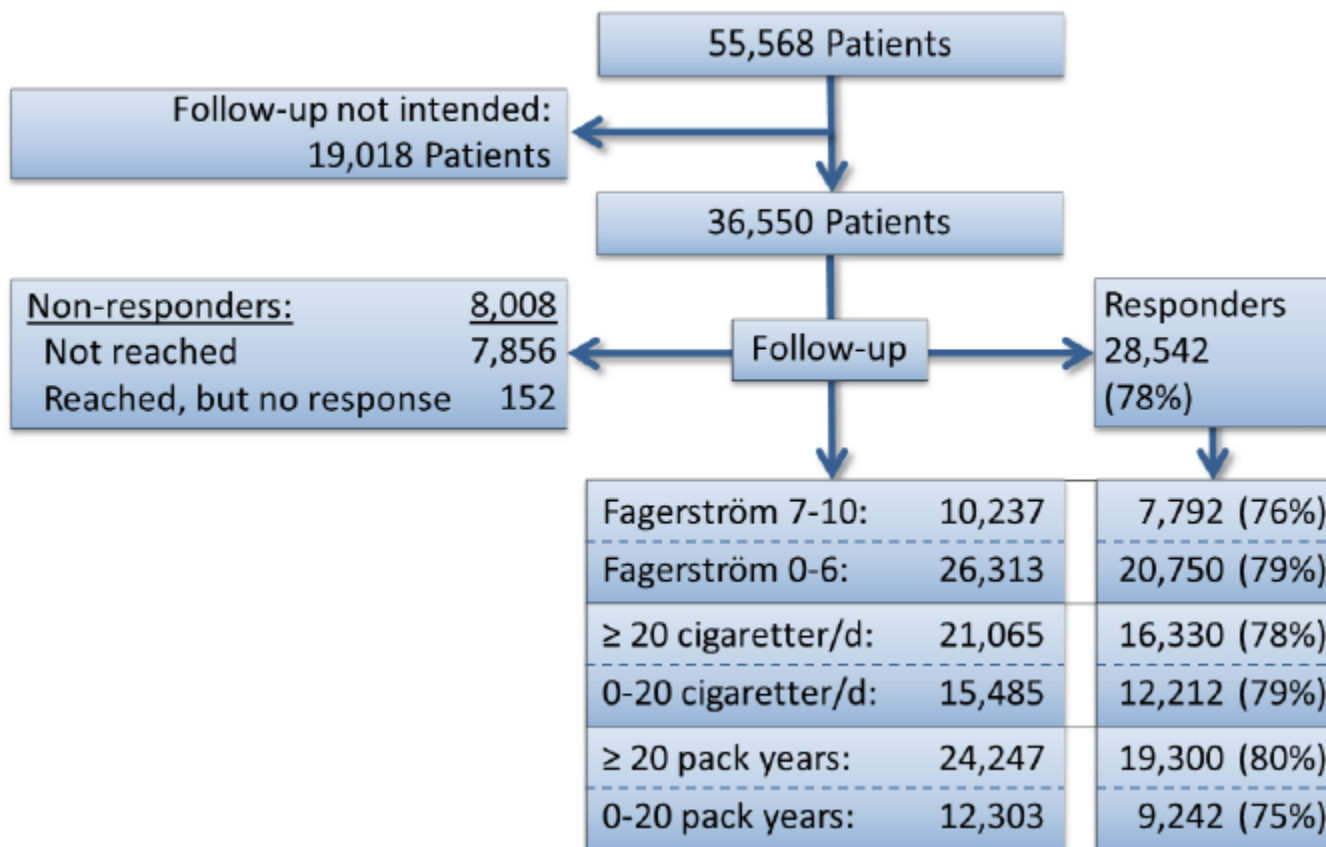 55,568 Patients
Follow-up not intended:
19,018 Patients
36,550 Patients
Non-responders: 8,008
Not reached 7,856
Reached, but no response 152
Follow-up
Responders
28,542
(78%)
Fagerström 7-10: 10,237 7,792 (76%)
Fagerström 0-6: 26,313 20,750 (79%)
≥ 20 cigaretter/d: 21,065 16,330 (78%)
0-20 cigaretter/d: 15,485 12,212 (79%)
≥ 20 pack years: 24,247 19,300 (80%)
0-20 pack years: 12,303 9,242 (75%)